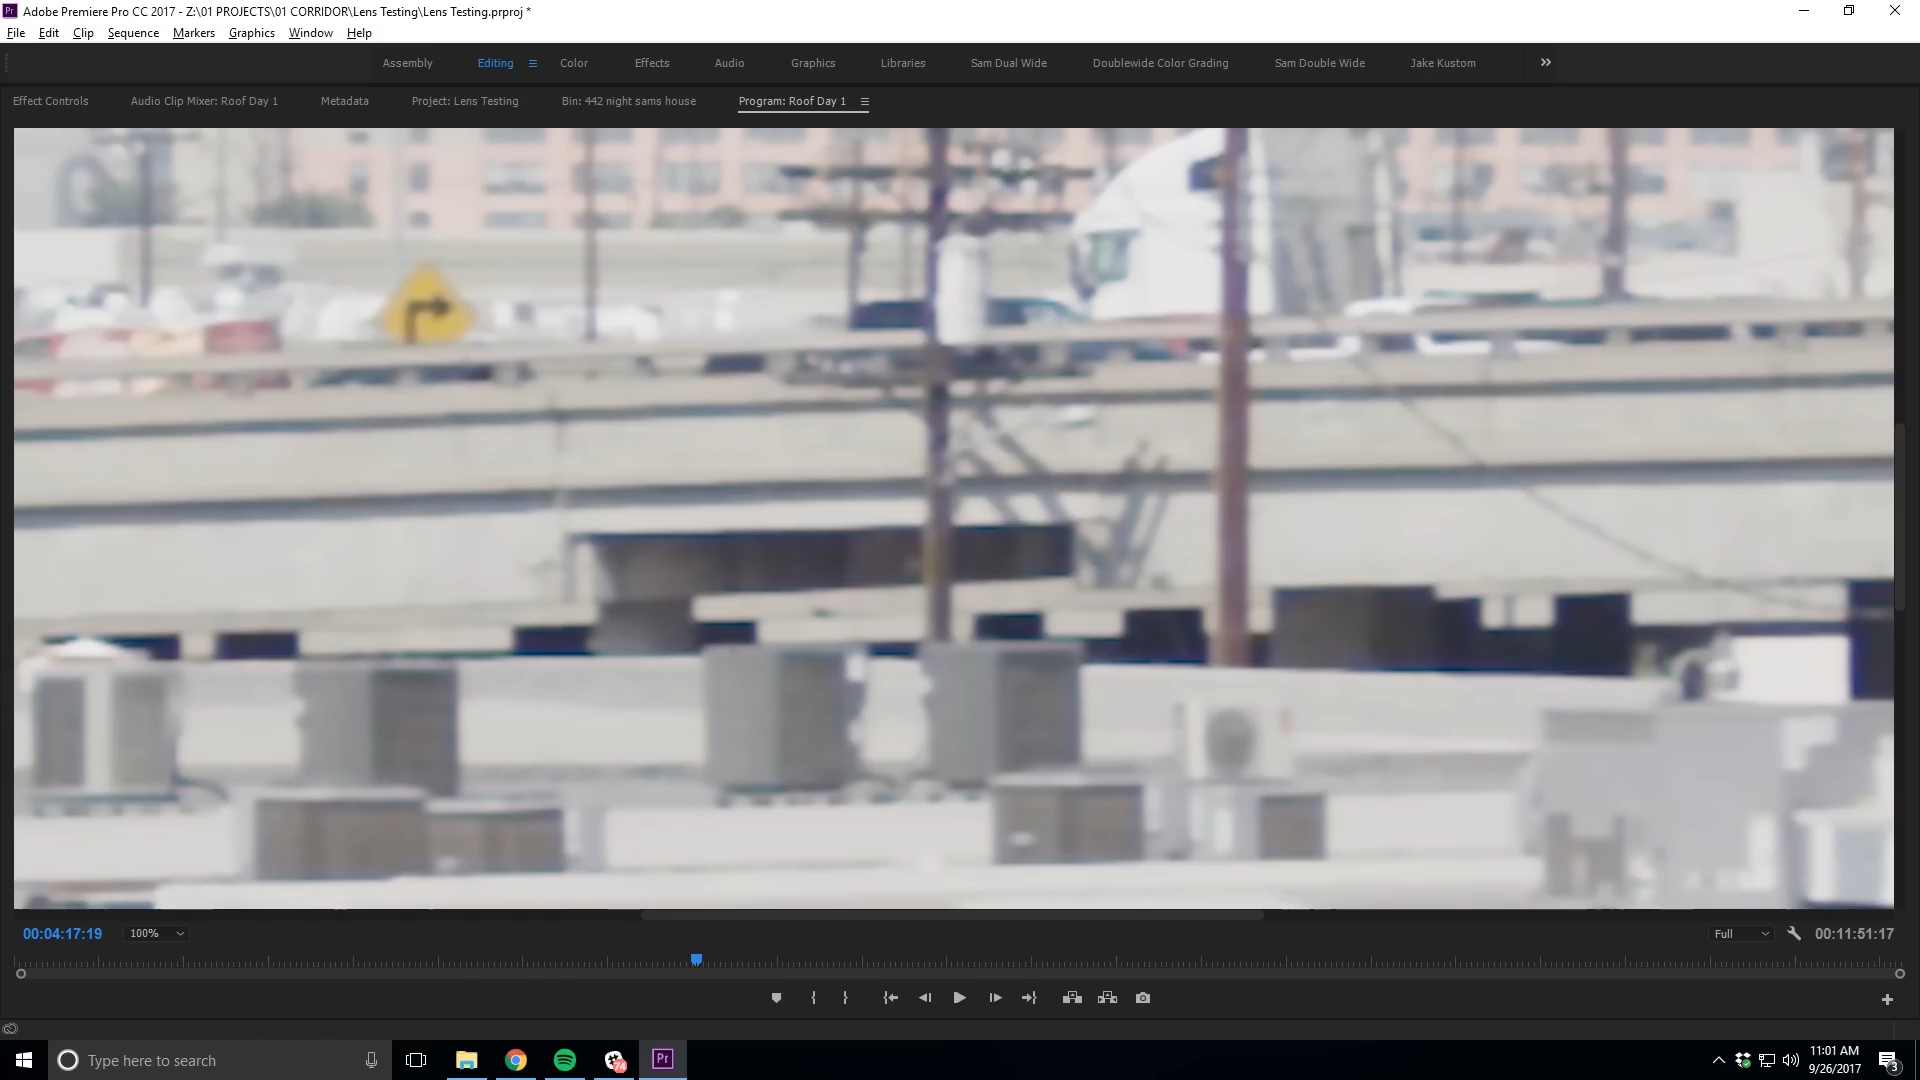 Pr Adobe Premiere Pro CC 2017 - Z:\01 PROJECTS\01 CORRIDOR\Lens Testing\Lens Testing.prproj *
File Edit Clip Sequence Markers Graphics Window Help
Assembly Editing Color Effects Audio Graphics Libraries Sam Dual Wide Doublewide Color Grading Sam Double Wide Jake Kustom
Effect Controls Audio Clip Mixer: Roof Day 1 Metadata Project: Lens Testing Bin: 442 night sams house Program: Roof Day 1
00:04:17:19 100% Full 00:11:51:17
Type here to search 74 Pr 11:01 AM
9/26/2017 3